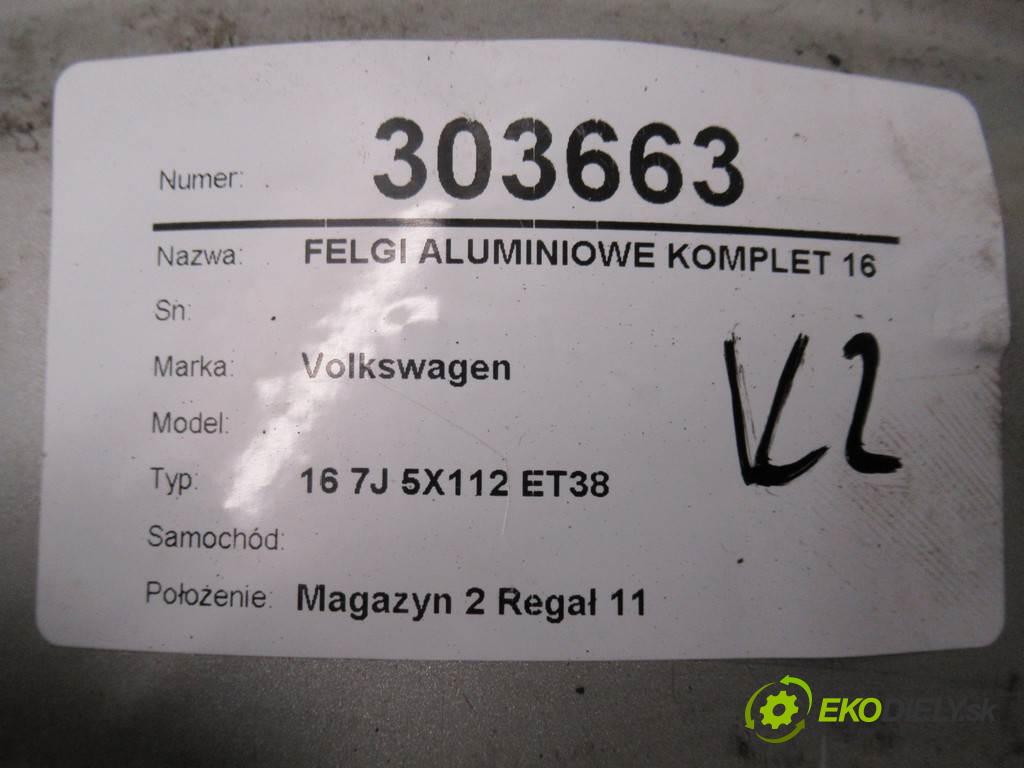 Numer: 303663
Nazwa: FELGI ALUMINIOWE KOMPLET 16
Sn:
Marka: Volkswagen
Model:
Typ: 16 7J 5X112 ET38
Samochód:
Położenie: Magazyn 2 Regał 11
V2
EKODIELY.sk